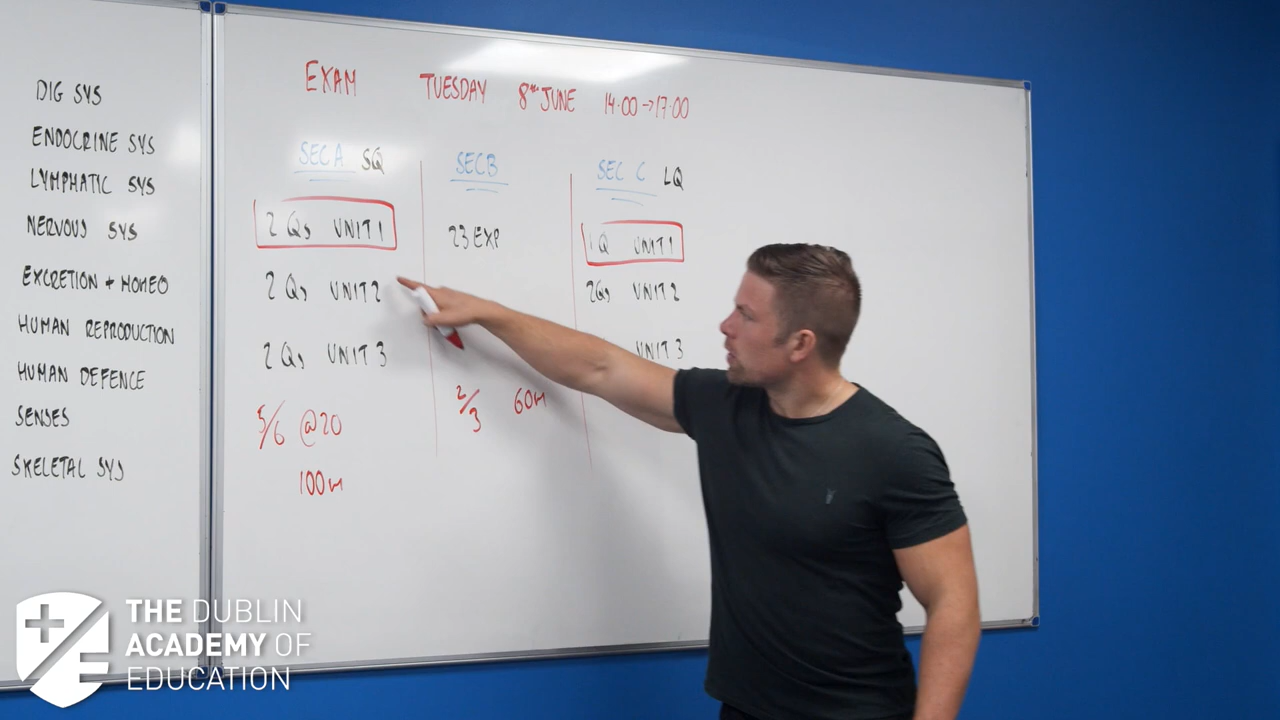 DIG SYS
ENDOCRINE SYS
LYMPHATIC SYS
NERVOUS SYS
EXCRETION + HOMEO
HUMAN REPRODUCTION
HUMAN DEFENCE
SENSES
SKELETAL SYS
EXAM TUESDAY 8TH JUNE 14.00 → 17.00
SEC A SQ
2 Qs UNIT 1
2 Qs UNIT 2
2 Qs UNIT 3
5/6 @20
100m
SEC B
23 EXP
2/3 60m
SEC C LQ
1Q UNIT 1
2Qs UNIT 2
UNIT 3
THE DUBLIN
ACADEMY OF
EDUCATION